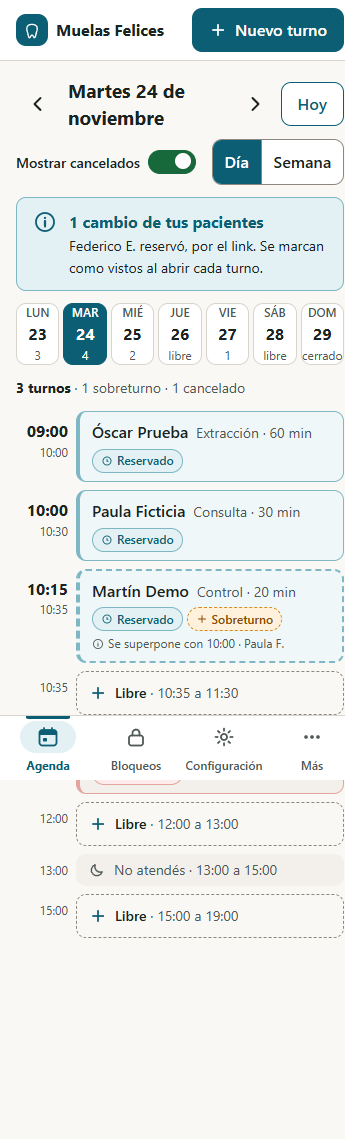 Muelas Felices
+ Nuevo turno
Martes 24 de
noviembre
Hoy
Mostrar cancelados
Día
Semana
1 cambio de tus pacientes
Federico E. reservó, por el link. Se marcan
como vistos al abrir cada turno.
LUN MAR MIÉ JUE VIE SÁB DOM
23 24 25 26 27 28 29
3 4 2 libre 1 libre cerrado
3 turnos · 1 sobreturno · 1 cancelado
09:00 Óscar Prueba Extracción · 60 min
10:00 Reservado
10:00 Paula Ficticia Consulta · 30 min
10:30 Reservado
10:15 Martín Demo Control · 20 min
10:35 Reservado + Sobreturno
Se superpone con 10:00 · Paula F.
10:35 + Libre · 10:35 a 11:30
Agenda Bloqueos Configuración Más
12:00 + Libre · 12:00 a 13:00
13:00 No atendés · 13:00 a 15:00
15:00 + Libre · 15:00 a 19:00